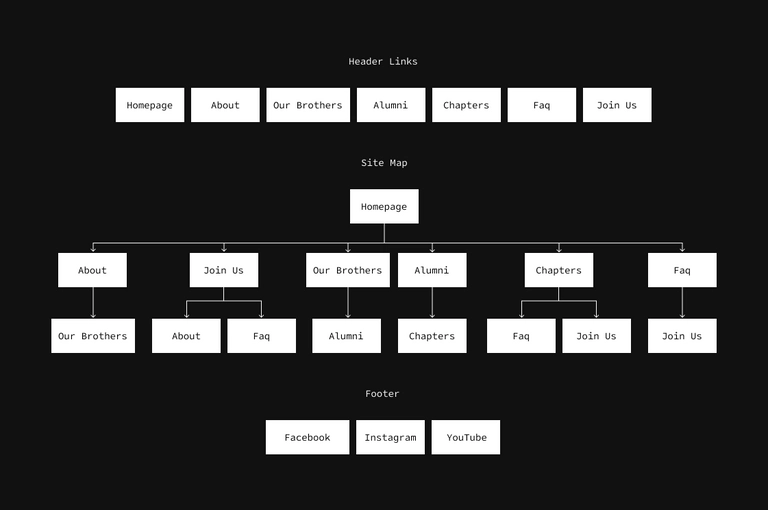 Header Links
Homepage About Our Brothers Alumni Chapters Faq Join Us
Site Map
Homepage
About Join Us Our Brothers Alumni Chapters Faq
Our Brothers About Faq Alumni Chapters Faq Join Us Join Us
Footer
Facebook Instagram YouTube